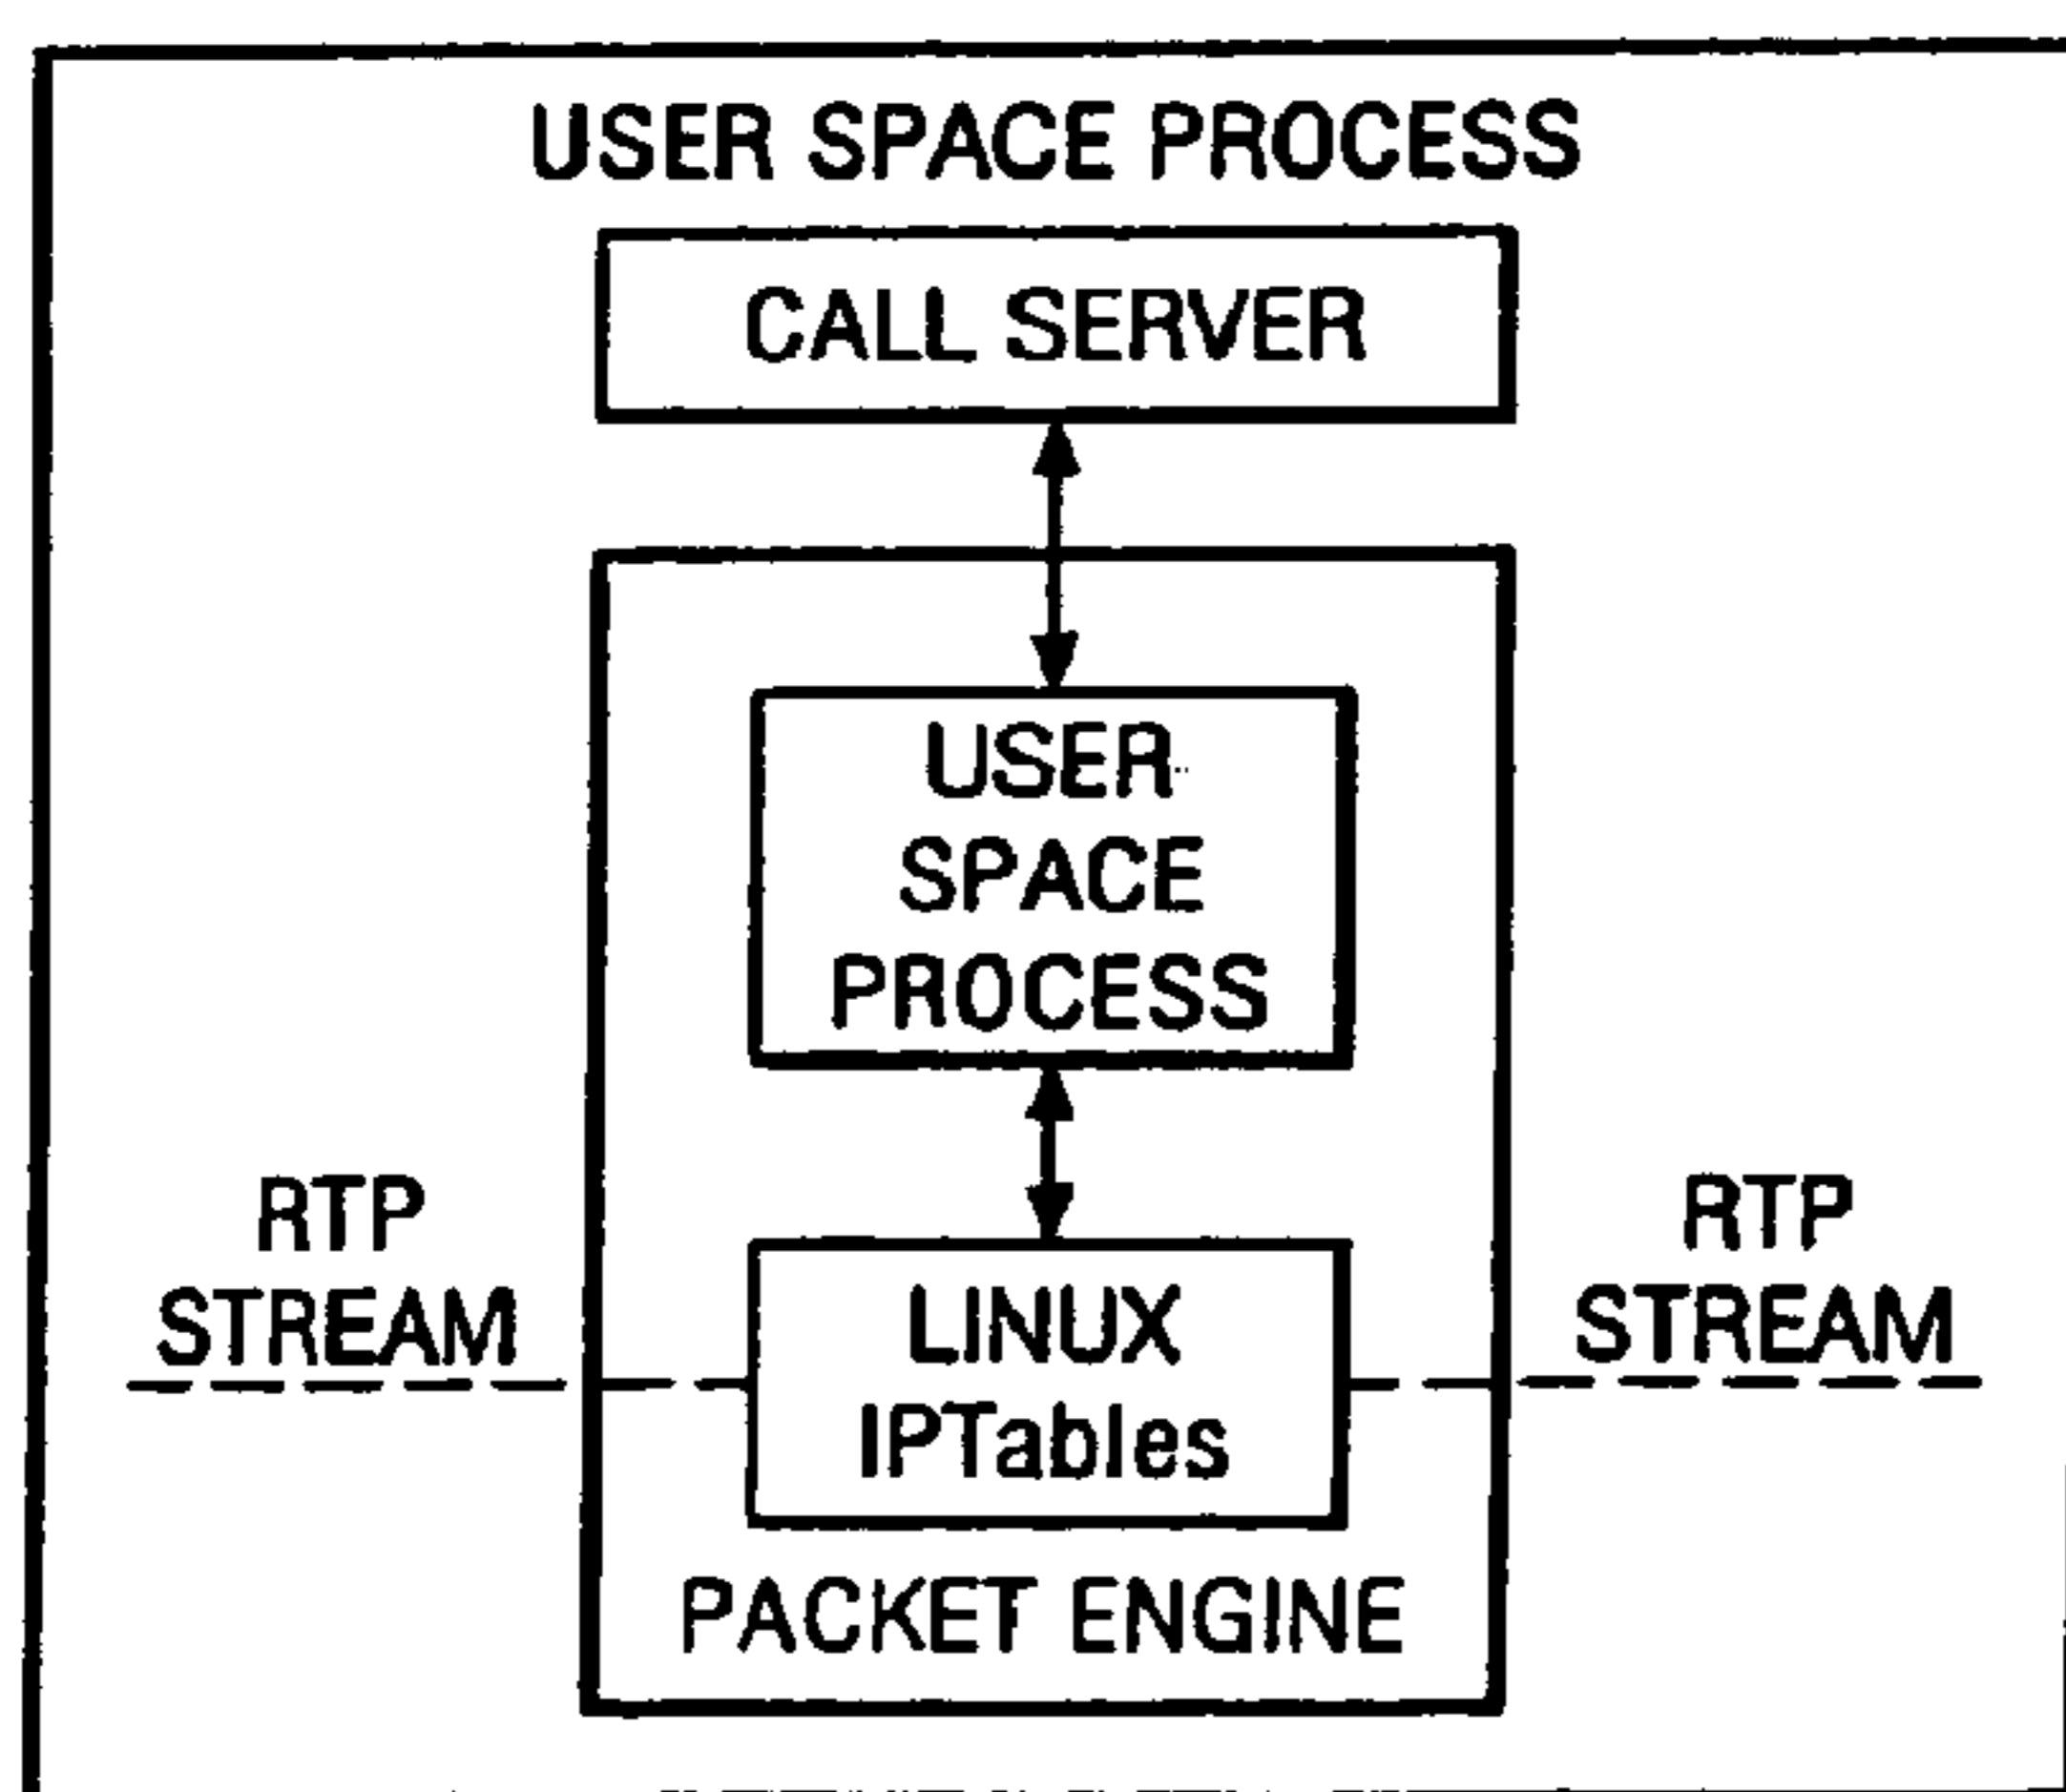 USER SPACE PROCESS
CALL SERVER
USER
SPACE
PROCESS
RTP
STREAM
RTP
STREAM
LINUX
IPTables
PACKET ENGINE